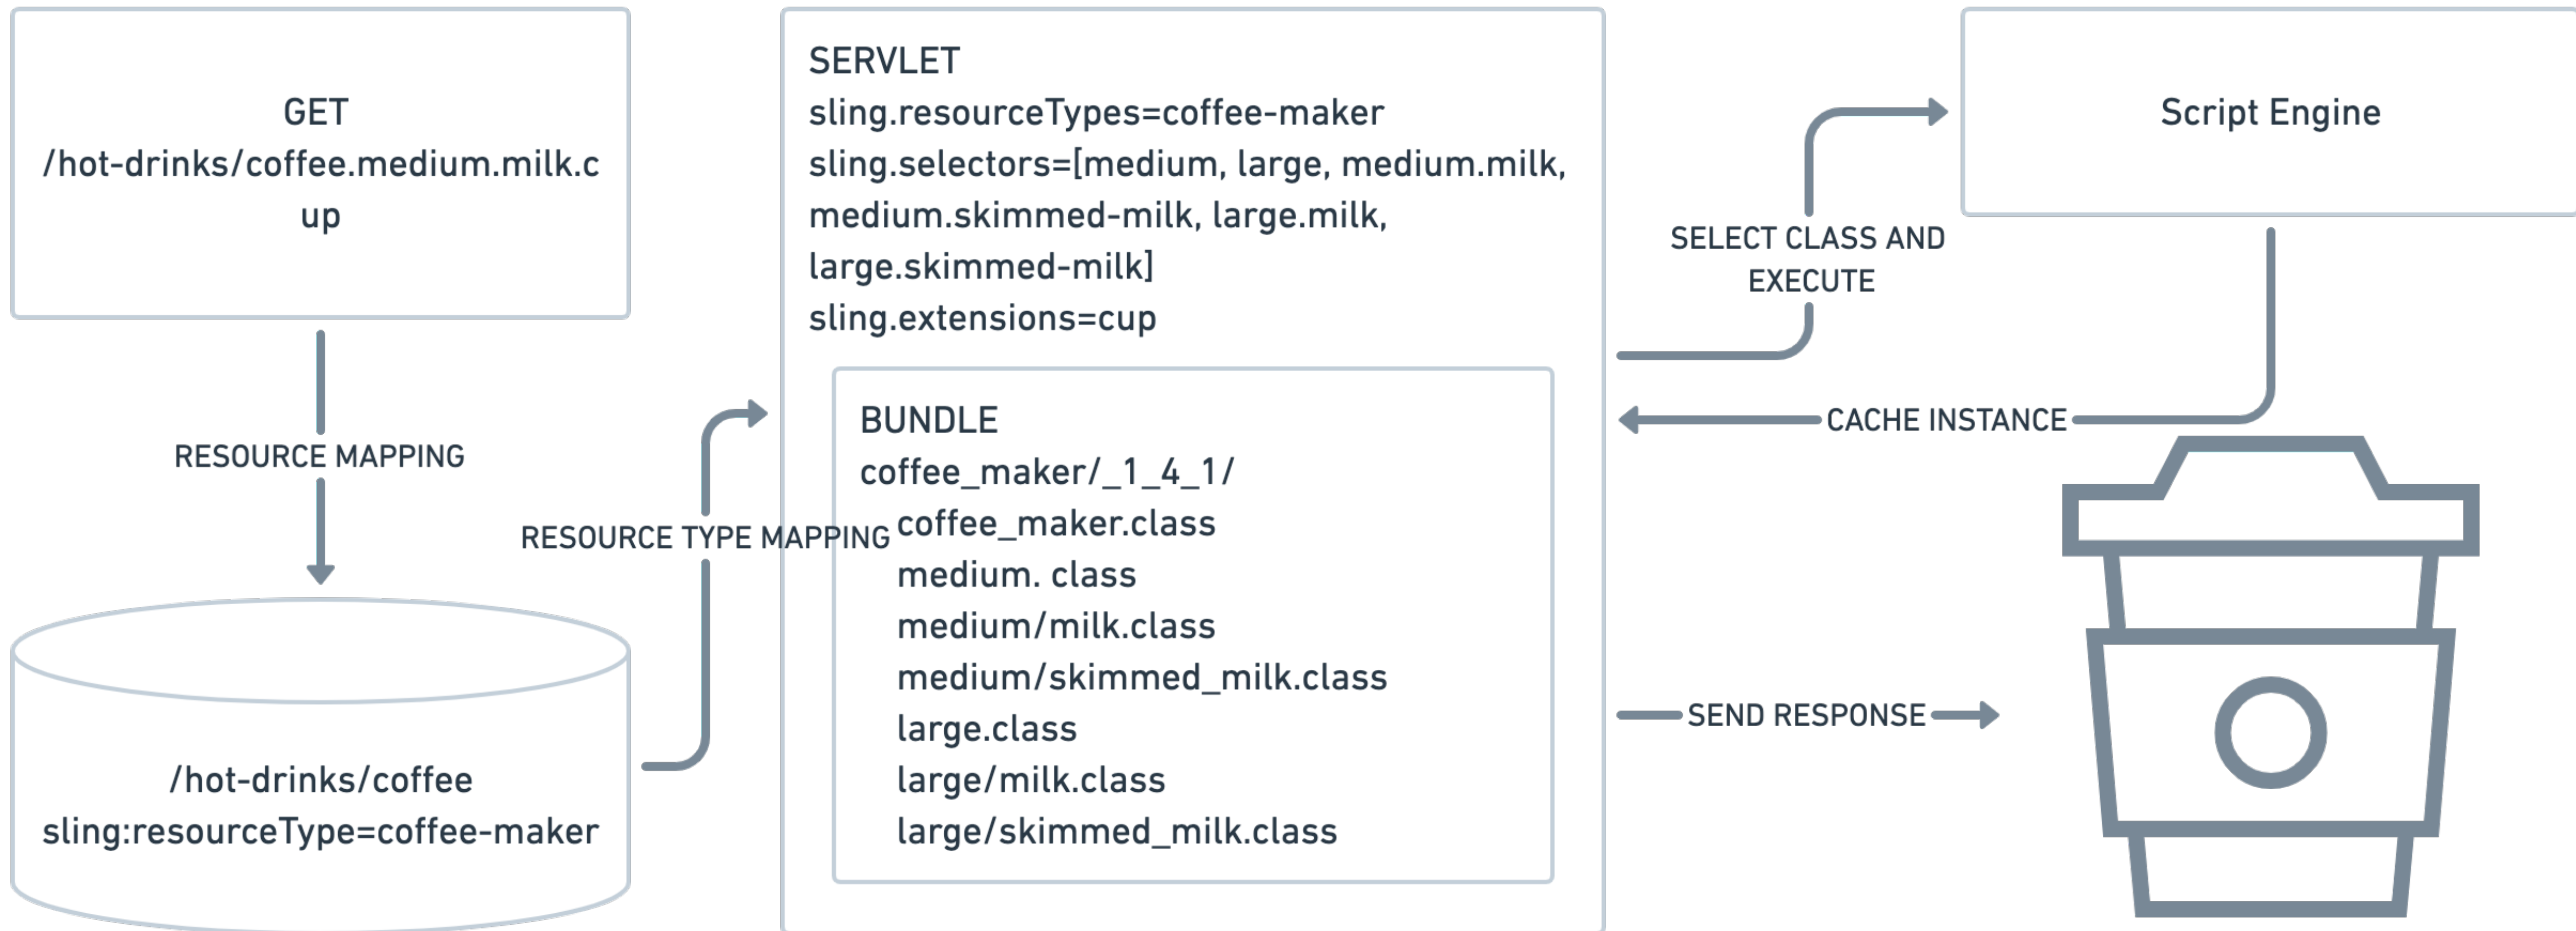 GET
/hot-drinks/coffee.medium.milk.c
up
RESOURCE MAPPING
/hot-drinks/coffee
sling:resourceType=coffee-maker
RESOURCE TYPE MAPPING
SERVLET
sling.resourceTypes=coffee-maker
sling.selectors=[medium, large, medium.milk,
medium.skimmed-milk, large.milk,
large.skimmed-milk]
sling.extensions=cup
BUNDLE
coffee_maker/_1_4_1/
coffee_maker.class
medium. class
medium/milk.class
medium/skimmed_milk.class
large.class
large/milk.class
large/skimmed_milk.class
SELECT CLASS AND
EXECUTE
Script Engine
CACHE INSTANCE
SEND RESPONSE